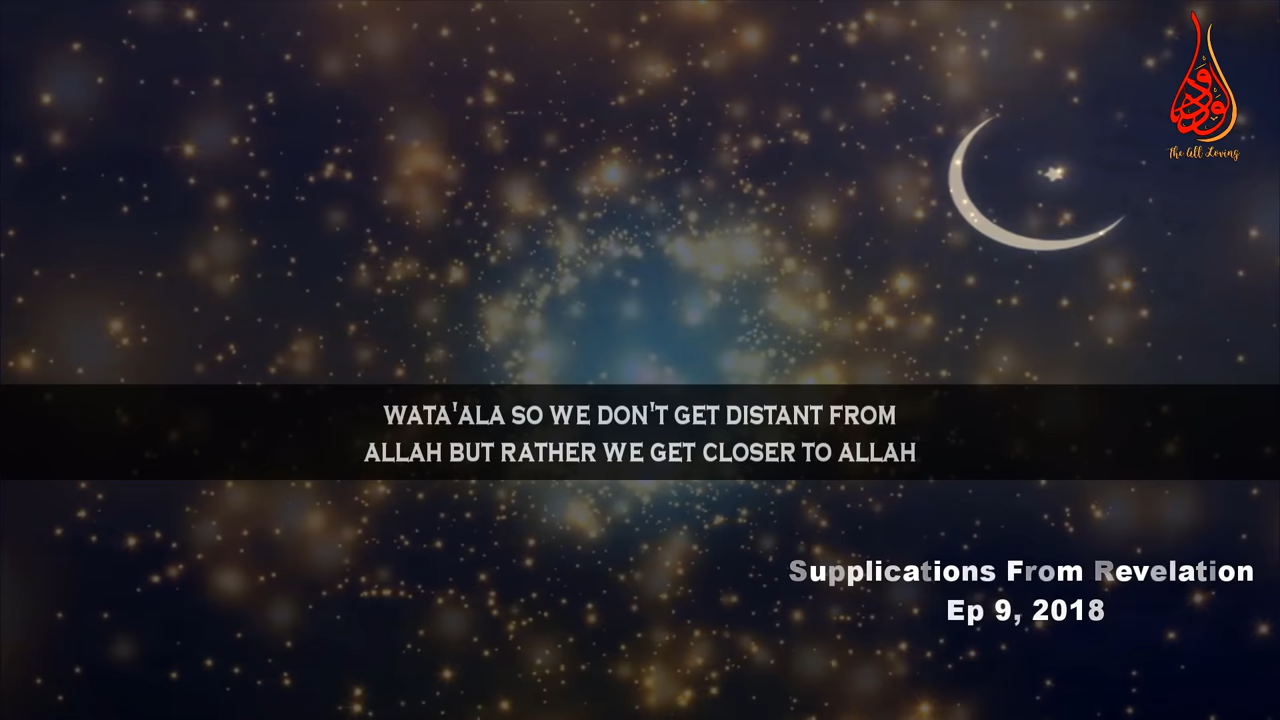 الودود
The All Loving
WATA'ALA SO WE DON'T GET DISTANT FROM
ALLAH BUT RATHER WE GET CLOSER TO ALLAH
Supplications From Revelation
Ep 9, 2018